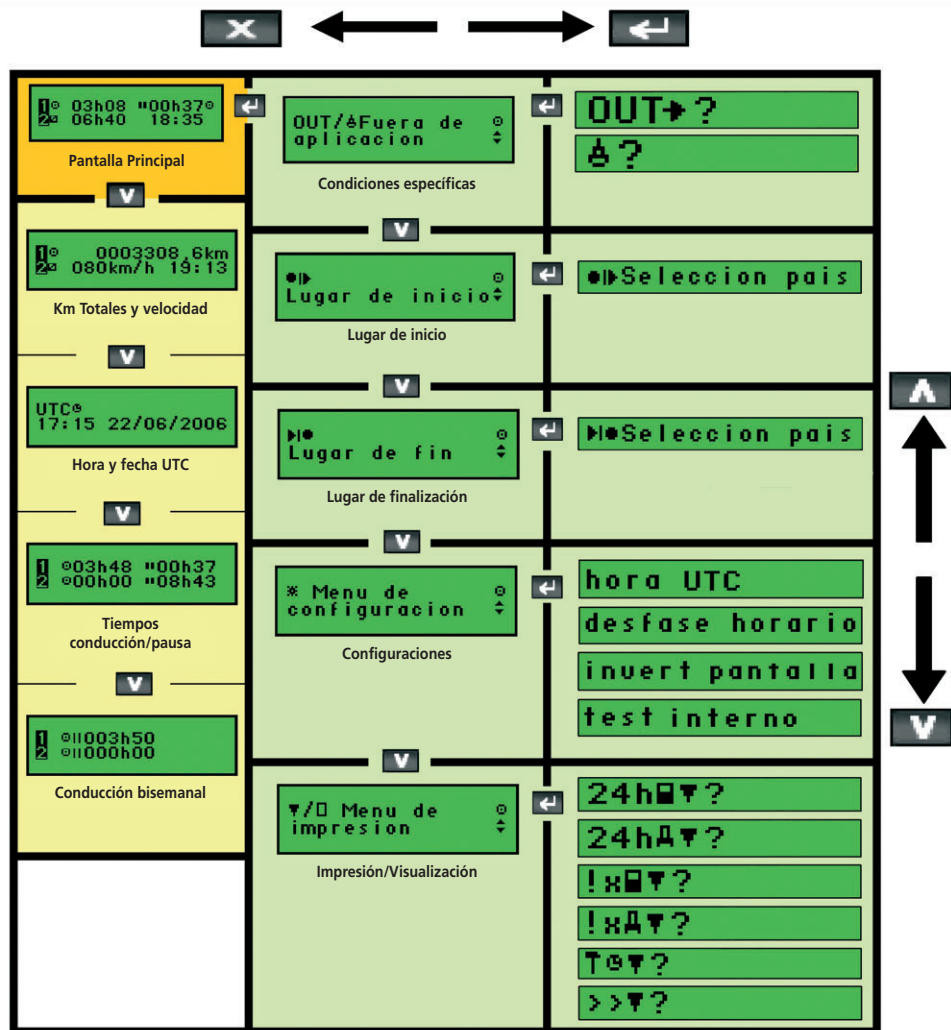 1 03h08 00h37
2 06h40 18:35
Pantalla Principal
V
1 0003308,6km
2 080km/h 19:13
Km Totales y velocidad
V
UTC
17:15 22/06/2006
Hora y fecha UTC
V
1 03h48 00h37
2 00h00 08h43
Tiempos
conducción/pausa
V
1 003h50
2 000h00
Conducción bisemanal
OUT/Fuera de
aplicacion
Condiciones específicas
V
Lugar de inicio
Lugar de inicio
V
Lugar de fin
Lugar de finalización
V
Menu de
configuracion
Configuraciones
V
Menu de
impresion
Impresión/Visualización
OUT?
?
Seleccion pais
Seleccion pais
hora UTC
desfase horario
invert pantalla
test interno
24h?
24h?
!x?
!x?
?
>>?
V